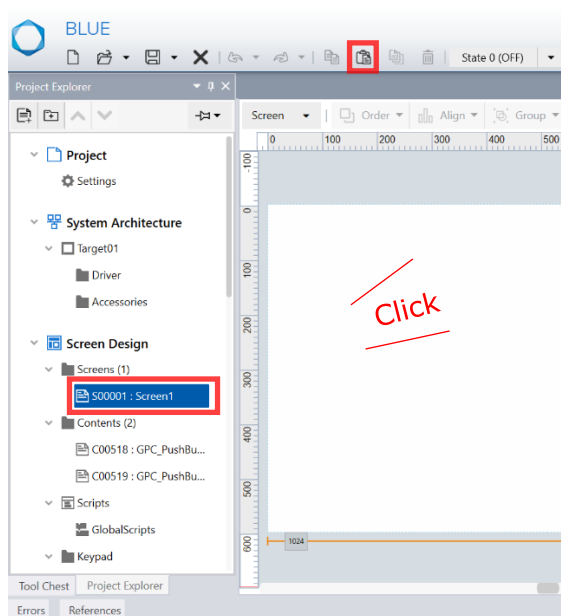 BLUE
State 0 (OFF)
Project Explorer
Screen
Order
Align
Group
0 100 200 300 400 500
Project
Settings
System Architecture
Target01
Driver
Accessories
Screen Design
Screens (1)
S00001 : Screen1
Contents (2)
C00518 : GPC_PushBu...
C00519 : GPC_PushBu...
Scripts
GlobalScripts
Keypad
-100
0
100
200
300
400
500
600
Click
1024
Tool Chest
Project Explorer
Errors
References